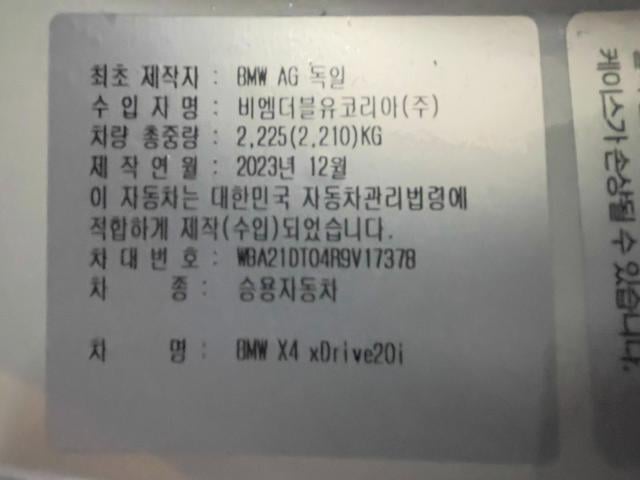 최초 제작자 : BMW AG 독일
수 입 자 명 : 비엠더블유코리아(주)
차량 총중량 : 2,225(2,210)KG
제 작 연 월 : 2023년 12월
이 자동차는 대한민국 자동차관리법령에
적합하게 제작(수입)되었습니다.
차 대 번 호 : WBA21DT04R9V17378
차 종 : 승용자동차
차 명 : BMW X4 xDrive20i
케이스가 손상될 수 있습니다.